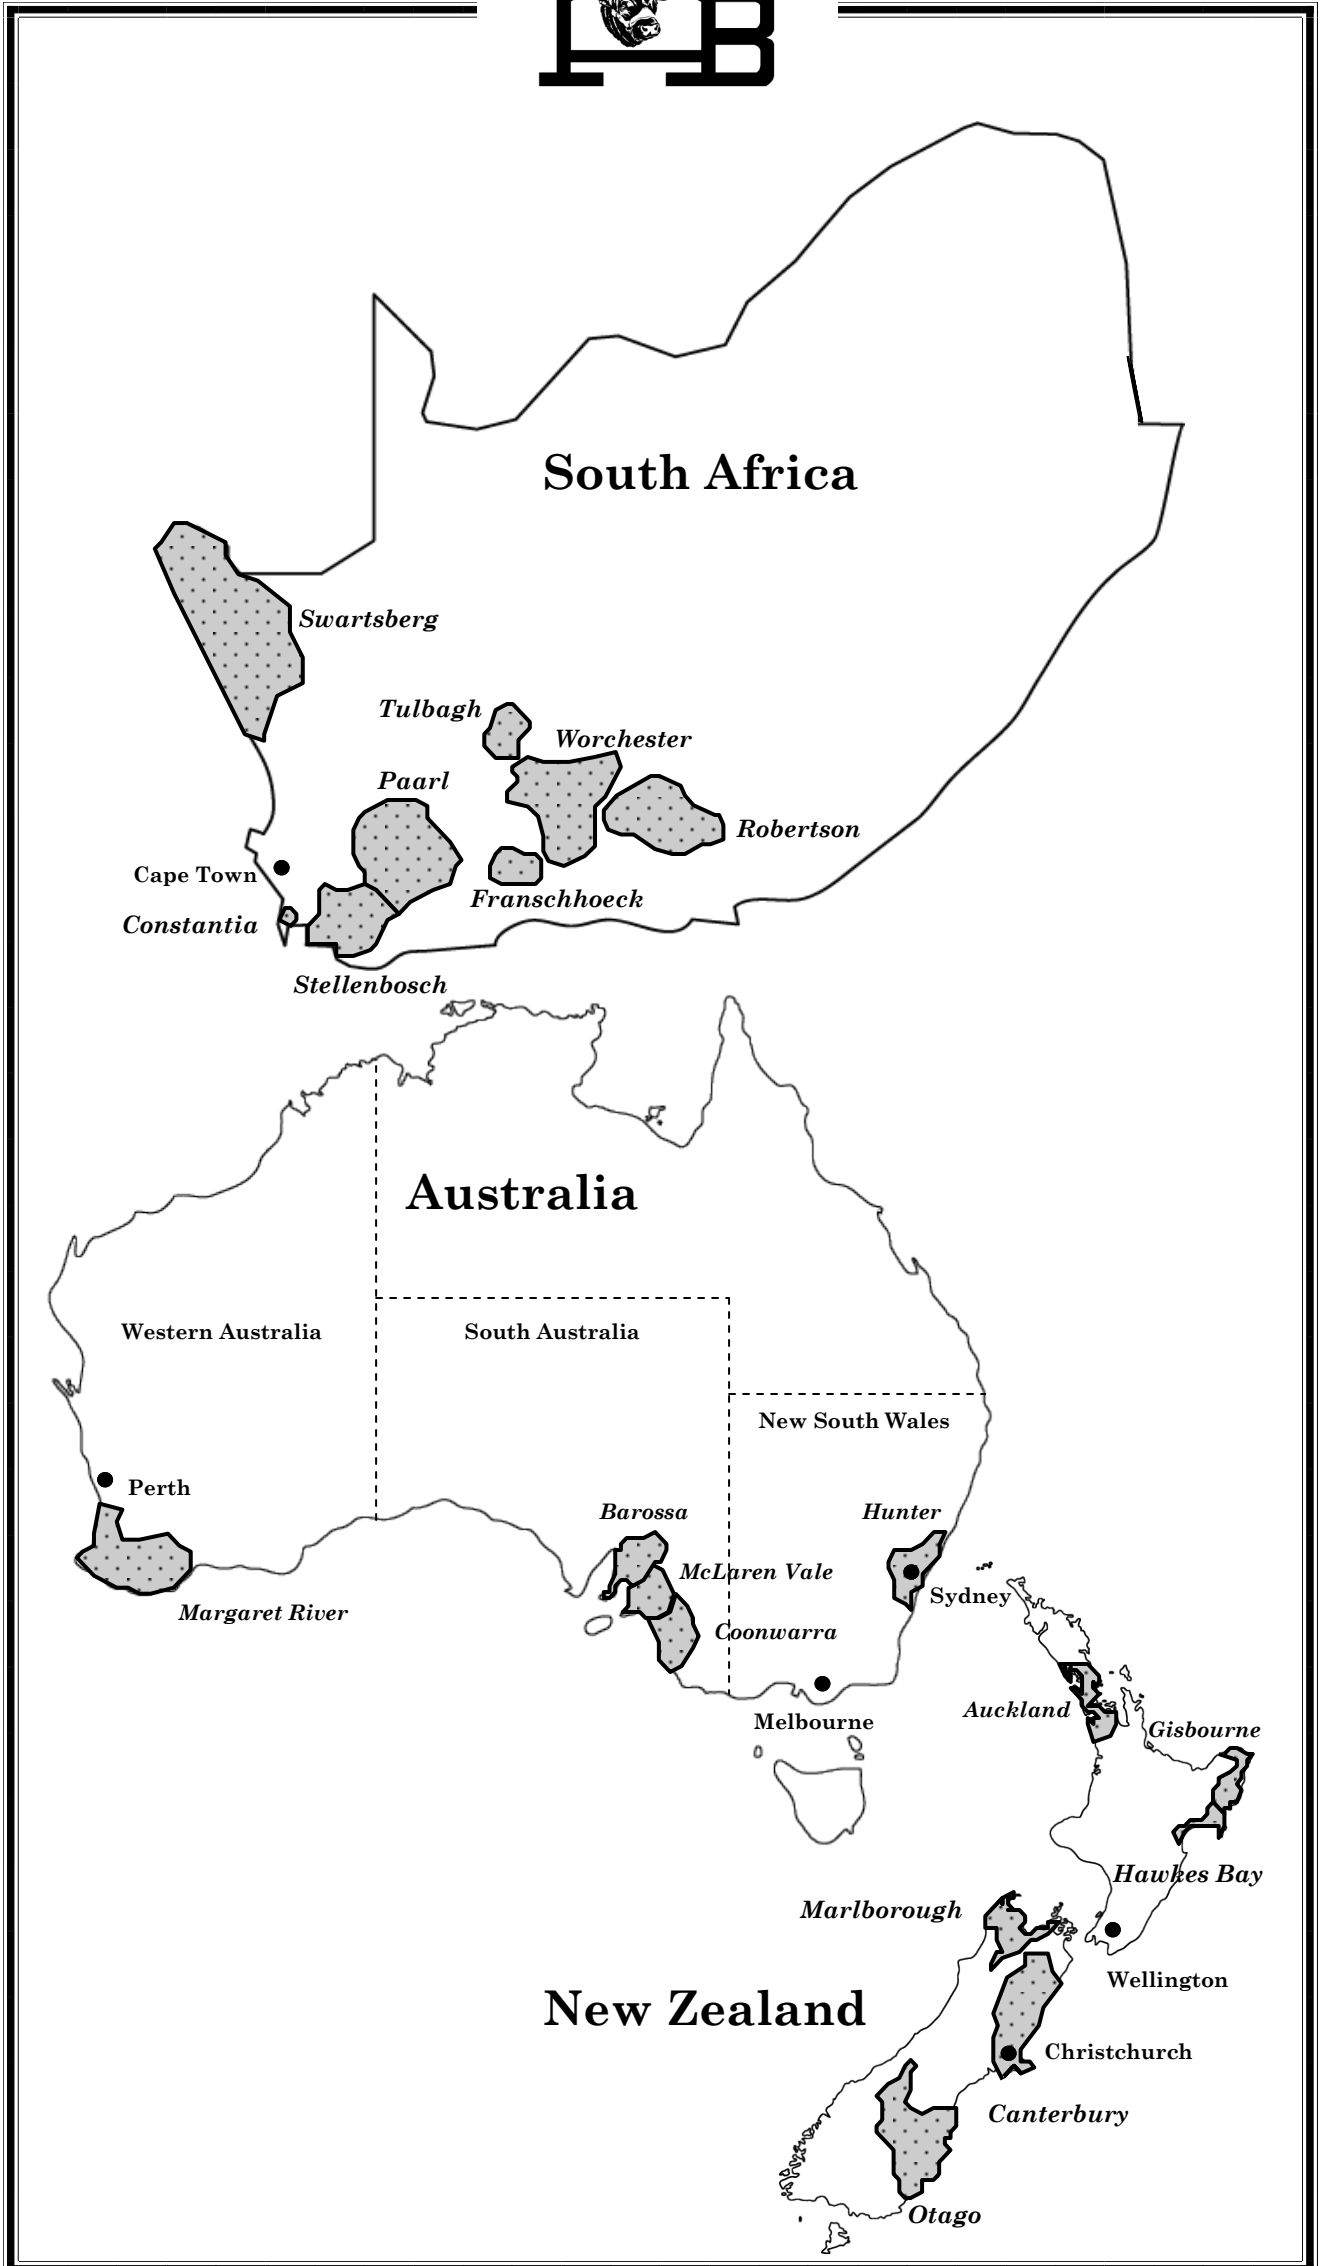 B
South Africa
Swartsberg
Tulbagh
Worchester
Paarl
Robertson
Cape Town
Franschhoeck
Constantia
Stellenbosch
Australia
Western Australia
South Australia
New South Wales
Perth
Barossa
Hunter
McLaren Vale
Sydney
Margaret River
Coonwarra
Auckland
Melbourne
Gisbourne
Hawkes Bay
Marlborough
Wellington
New Zealand
Christchurch
Canterbury
Otago